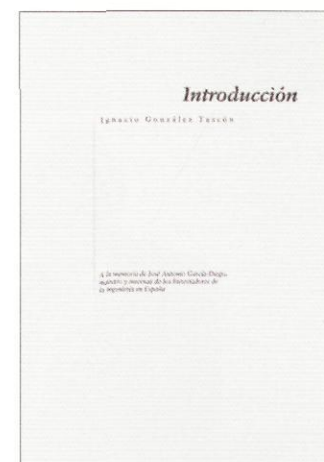 Introducción
Ignacio González Tascón
A la memoria de José Antonio García-Diego,
maestro y mecenas de los historiadores de
la ingeniería en España